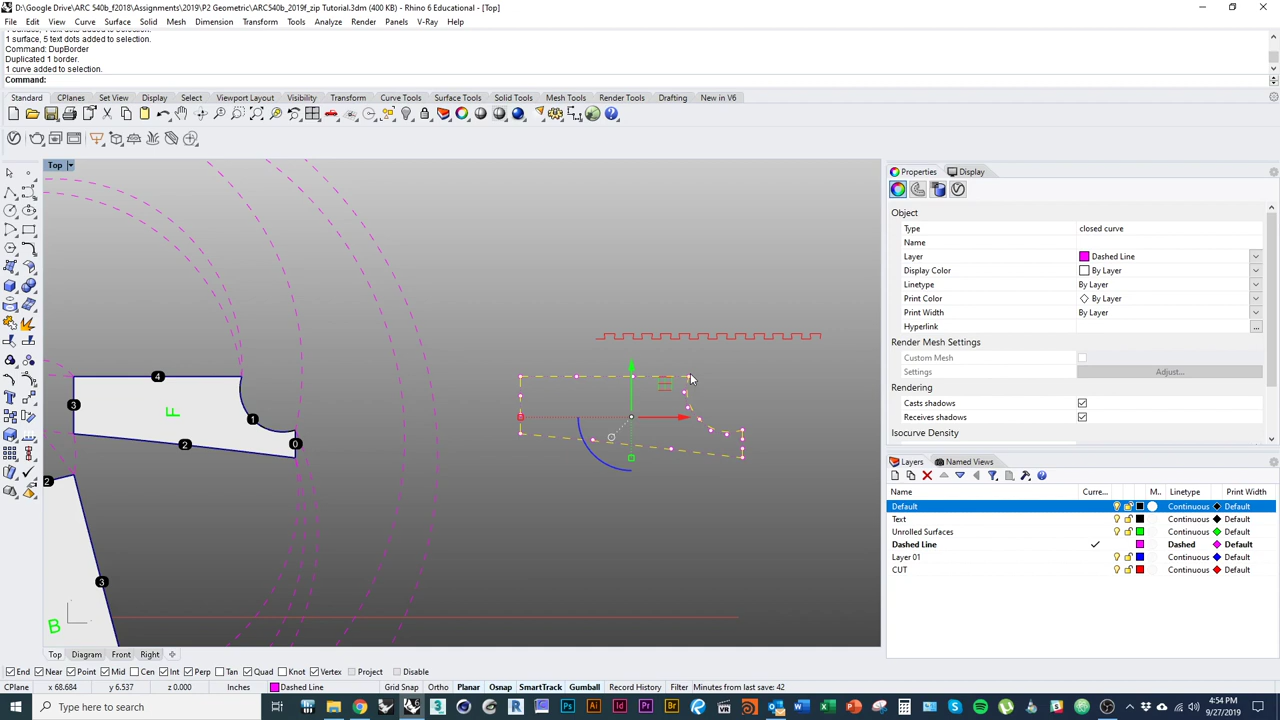 D:\Google Drive\ARC S40b_f2018\Assignments\2019\P2 Geometric\ARCS40b_2019f_zip Tutorial.3dm (400 KB) - Rhino 6 Educational - [Top]
File Edit View Curve Surface Solid Mesh Dimension Transform Tools Analyze Render Panels V-Ray Help
1 surface, 5 text dots added to selection.
Command: DupBorder
Duplicated 1 border.
1 curve added to selection.
Command:
Standard CPlanes Set View Display Select Viewport Layout Visibility Transform Curve Tools Surface Tools Solid Tools Mesh Tools Render Tools Drafting New in V6
Top
Properties Display
Object
Type closed curve
Name
Layer Dashed Line
Display Color By Layer
Linetype By Layer
Print Color By Layer
Print Width By Layer
Hyperlink ...
Render Mesh Settings
Custom Mesh
Settings Adjust...
Rendering
Casts shadows
Receives shadows
Isocurve Density
Layers Named Views
Name Curre... M... Linetype Print Width
Default Continuous Default
Text Continuous Default
Unrolled Surfaces Continuous Default
Dashed Line Dashed Default
Layer 01 Continuous Default
CUT Continuous Default
4
3
F
1
2
0
2
3
B
Top Diagram Front Right
End Near Point Mid Cen Int Perp Tan Quad Knot Vertex Project Disable
CPlane x 68.684 y 6.537 z 0.000 Inches Dashed Line Grid Snap Ortho Planar Osnap SmartTrack Gumball Record History Filter Minutes from last save: 42
Type here to search
4:54 PM
9/27/2019